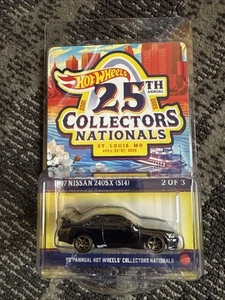 HOT WHEELS
25TH
ANNUAL
COLLECTORS
NATIONALS
ST. LOUIS, MO
NISSAN 240SX (S14)
2 OF 3
25TH ANNUAL HOT WHEELS COLLECTORS NATIONALS